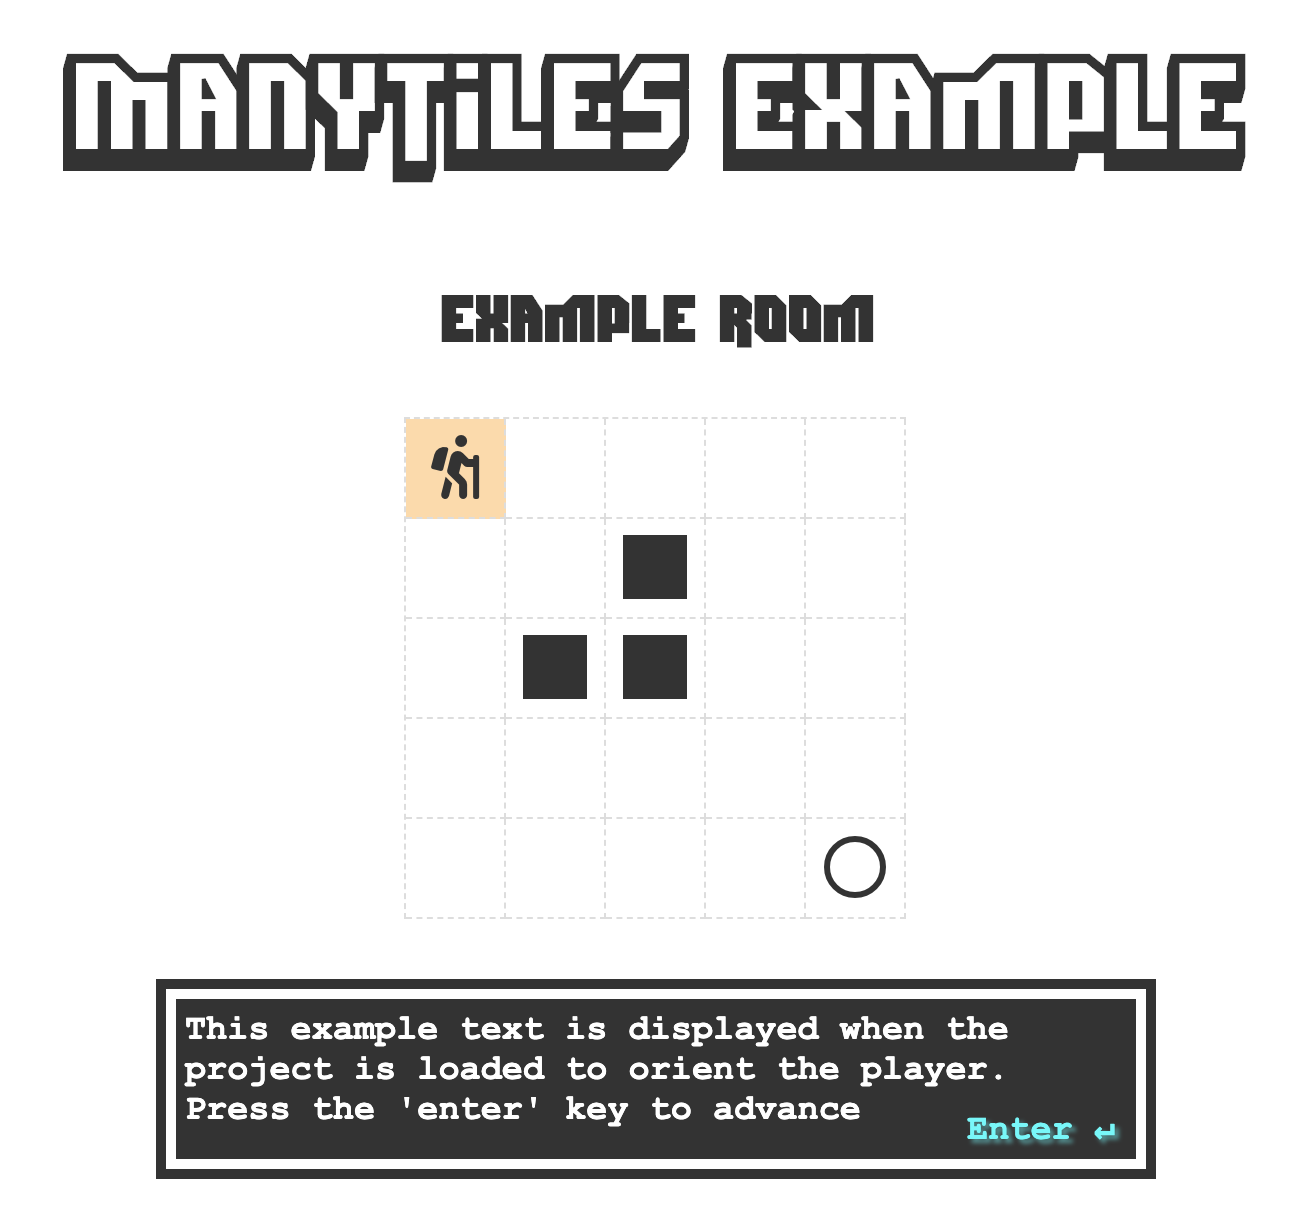 MANYTiLES EXAMPLE
EXAMPLE ROOM
This example text is displayed when the
project is loaded to orient the player.
Press the 'enter' key to advance
Enter ↵